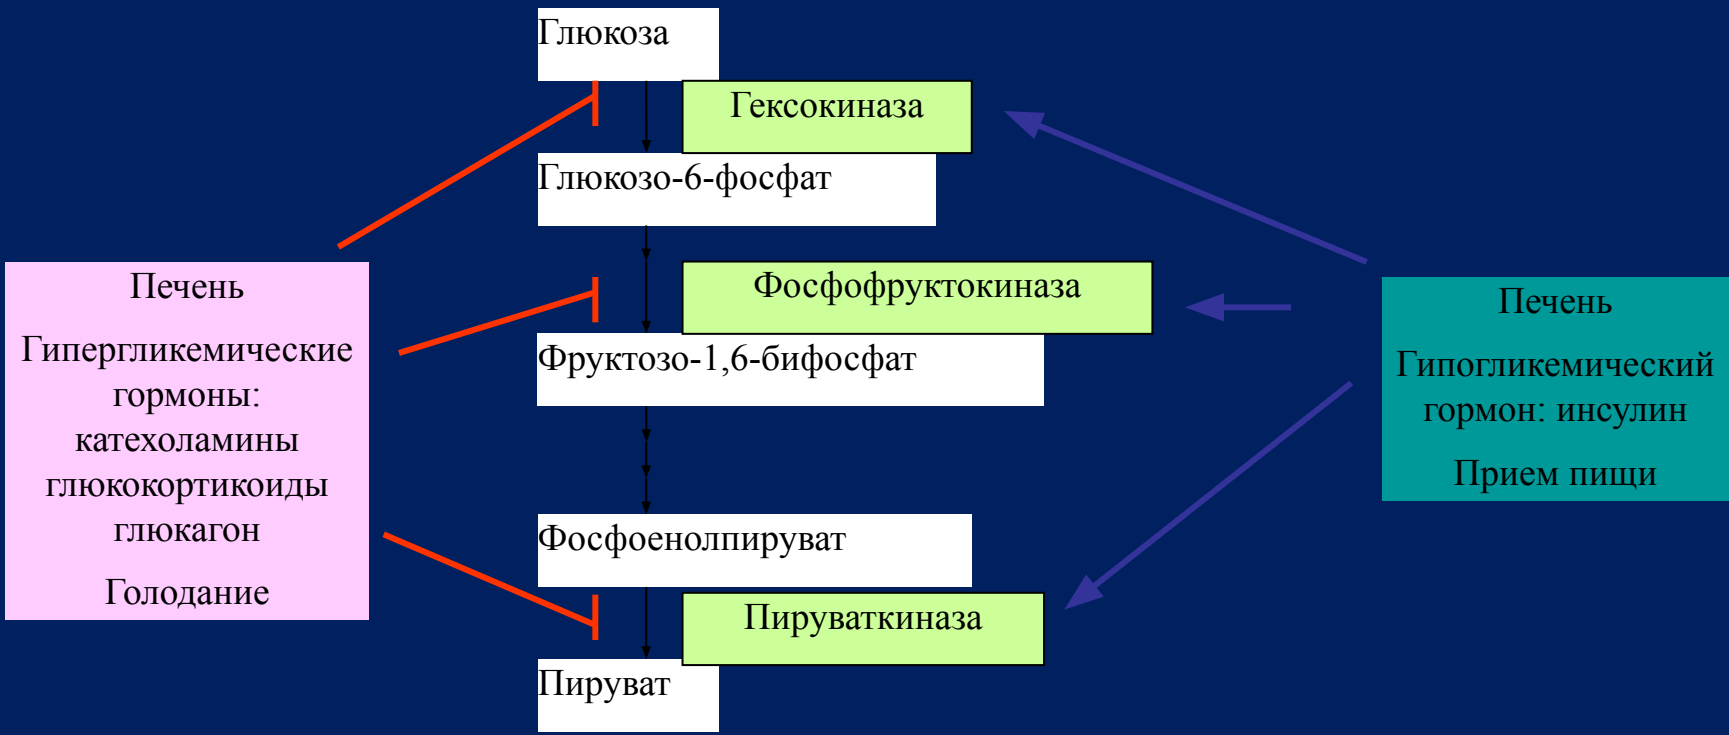 Глюкоза
Гексокиназа
Глюкозо-6-фосфат
Фосфофруктокиназа
Фруктозо-1,6-бифосфат
Фосфоенолпируват
Пируваткиназа
Пируват
Печень
Гипергликемические
гормоны:
катехоламины
глюкокортикоиды
глюкагон
Голодание
Печень
Гипогликемический
гормон: инсулин
Прием пищи